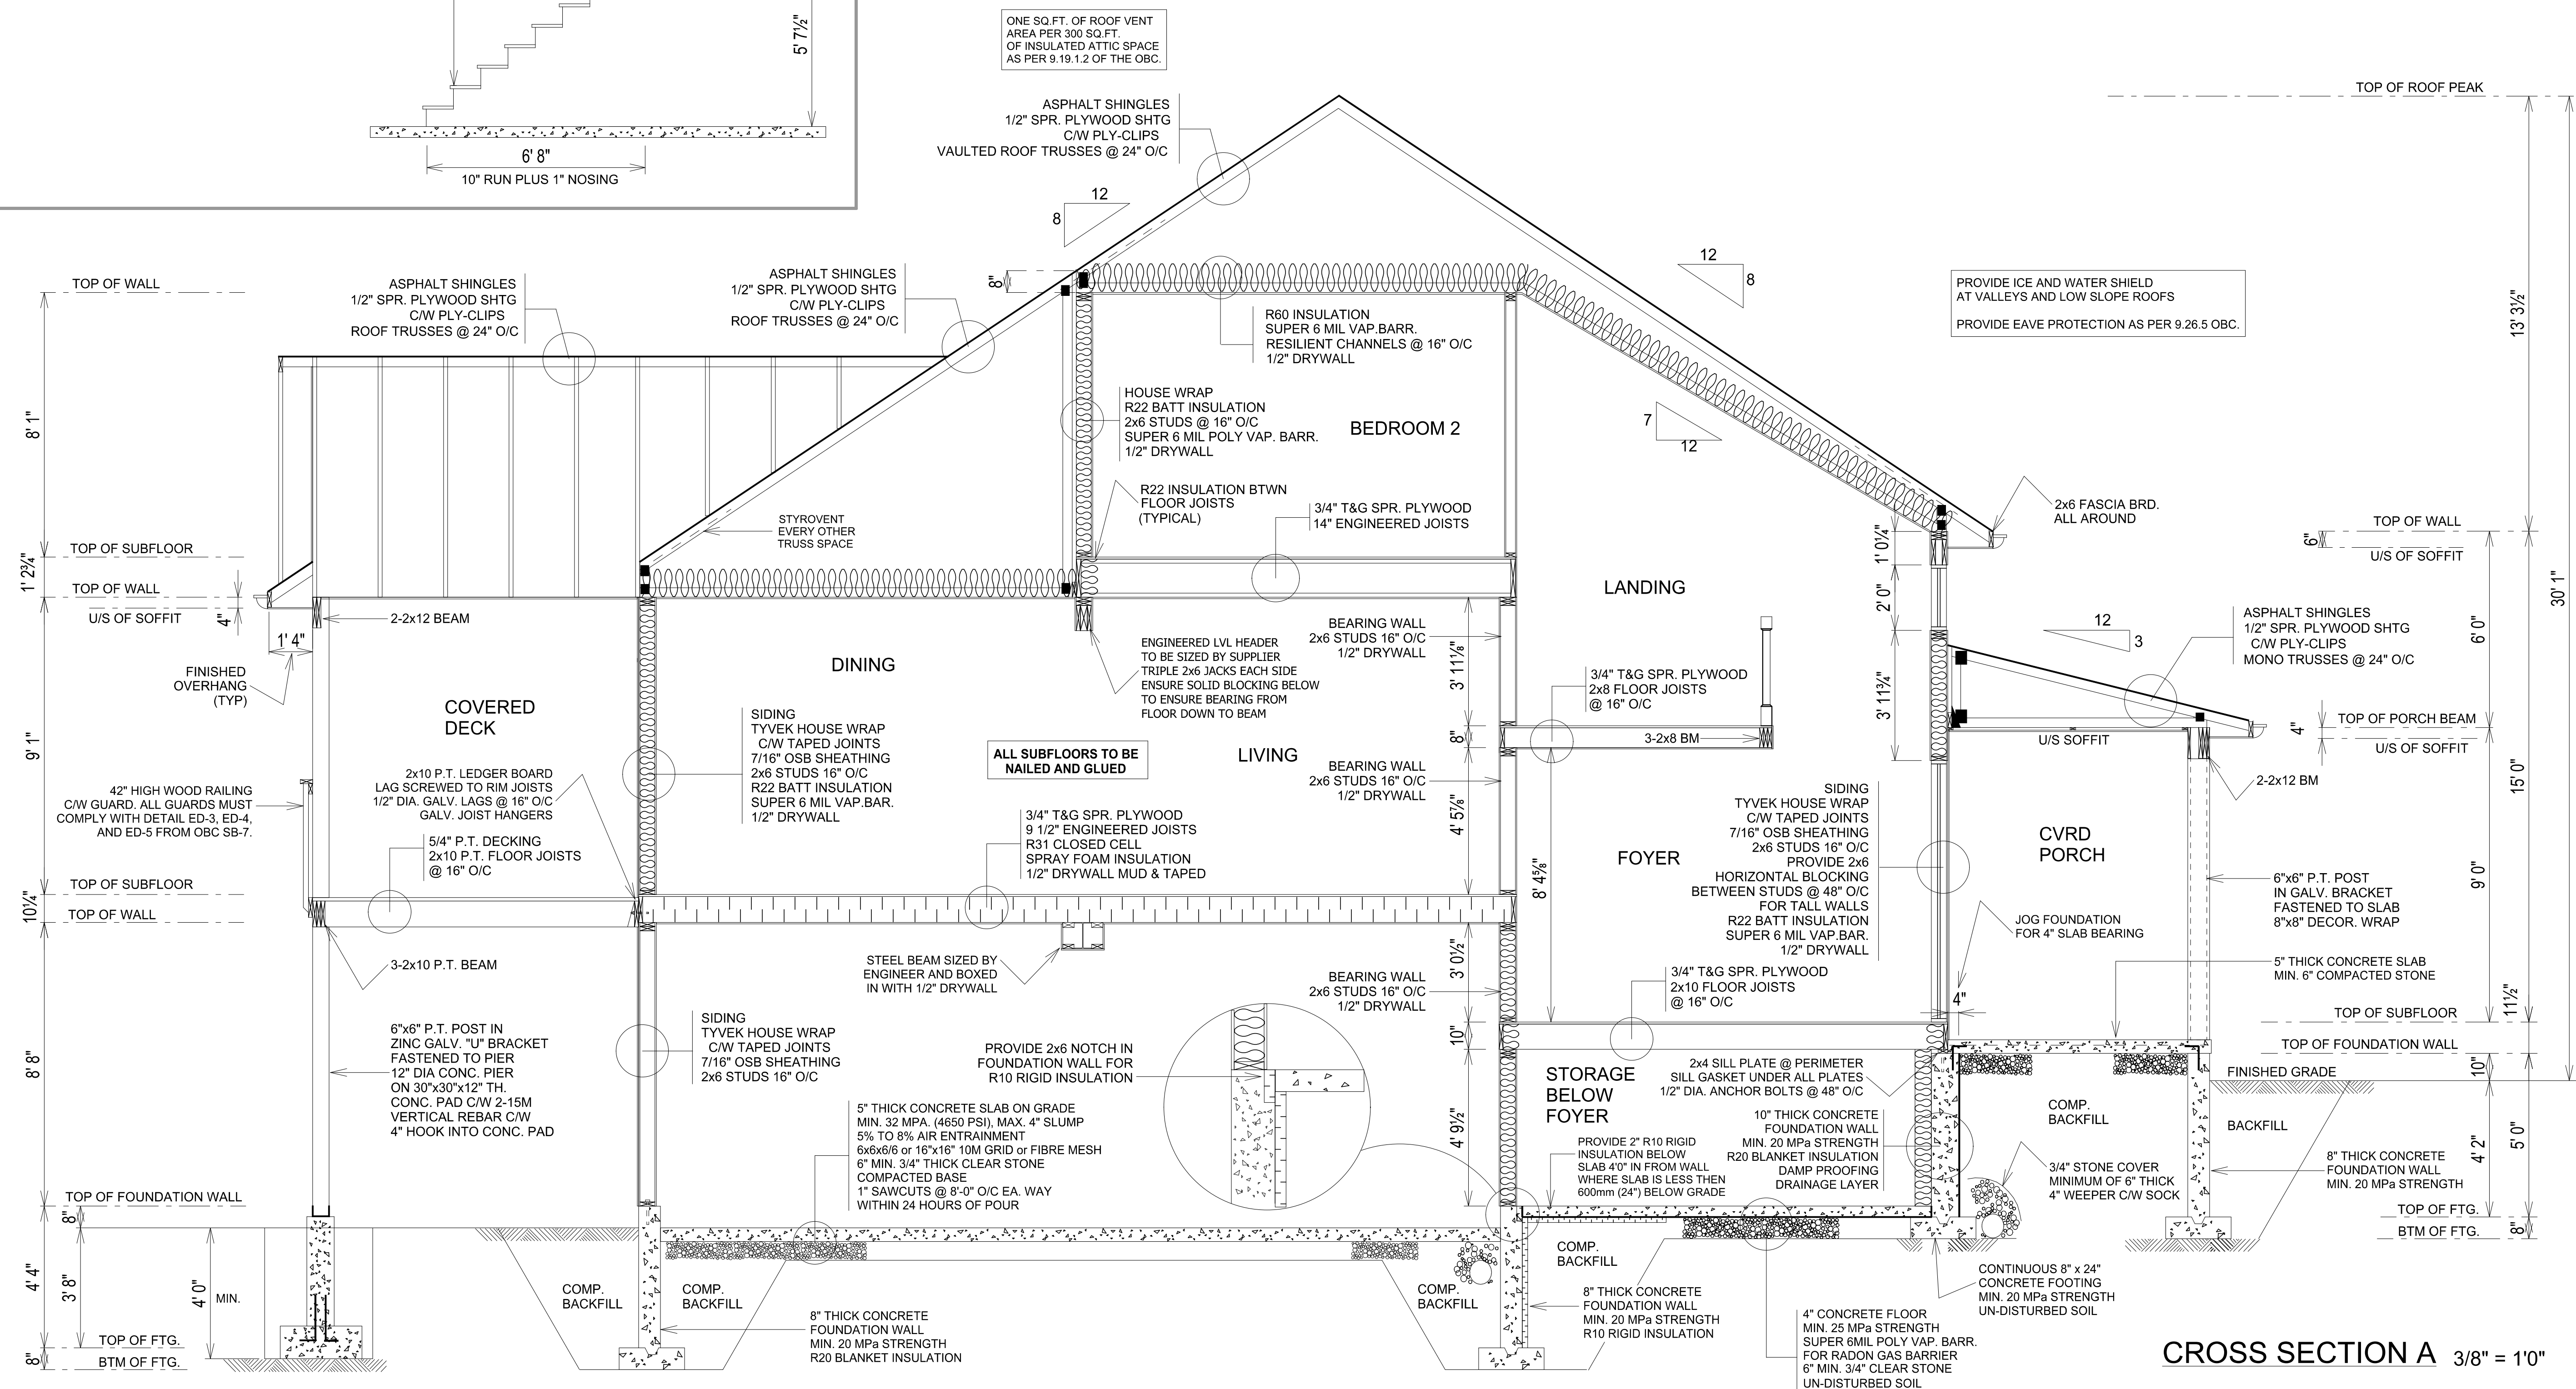 5' 7½"
6' 8"
10" RUN PLUS 1" NOSING
ONE SQ.FT. OF ROOF VENT
AREA PER 300 SQ.FT.
OF INSULATED ATTIC SPACE
AS PER 9.19.1.2 OF THE OBC.
ASPHALT SHINGLES
1/2" SPR. PLYWOOD SHTG
C/W PLY-CLIPS
VAULTED ROOF TRUSSES @ 24" O/C
12
8
TOP OF ROOF PEAK
12
8
PROVIDE ICE AND WATER SHIELD
AT VALLEYS AND LOW SLOPE ROOFS
PROVIDE EAVE PROTECTION AS PER 9.26.5 OBC.
13' 3½"
30' 1"
TOP OF WALL
ASPHALT SHINGLES
1/2" SPR. PLYWOOD SHTG
C/W PLY-CLIPS
ROOF TRUSSES @ 24" O/C
ASPHALT SHINGLES
1/2" SPR. PLYWOOD SHTG
C/W PLY-CLIPS
ROOF TRUSSES @ 24" O/C
8"
R60 INSULATION
SUPER 6 MIL VAP.BARR.
RESILIENT CHANNELS @ 16" O/C
1/2" DRYWALL
HOUSE WRAP
R22 BATT INSULATION
2x6 STUDS @ 16" O/C
SUPER 6 MIL POLY VAP. BARR.
1/2" DRYWALL
BEDROOM 2
7
12
8' 1"
R22 INSULATION BTWN
FLOOR JOISTS
(TYPICAL)
3/4" T&G SPR. PLYWOOD
14" ENGINEERED JOISTS
STYROVENT
EVERY OTHER
TRUSS SPACE
2x6 FASCIA BRD.
ALL AROUND
TOP OF WALL
6"
U/S OF SOFFIT
TOP OF SUBFLOOR
1' 2¾"
TOP OF WALL
U/S OF SOFFIT
4"
1' 4"
FINISHED
OVERHANG
(TYP)
2-2x12 BEAM
COVERED
DECK
DINING
LIVING
ENGINEERED LVL HEADER
TO BE SIZED BY SUPPLIER
TRIPLE 2x6 JACKS EACH SIDE
ENSURE SOLID BLOCKING BELOW
TO ENSURE BEARING FROM
FLOOR DOWN TO BEAM
BEARING WALL
2x6 STUDS 16" O/C
1/2" DRYWALL
3' 11⅛"
LANDING
1' 0¼"
2' 0"
3' 11¾"
3/4" T&G SPR. PLYWOOD
2x8 FLOOR JOISTS
@ 16" O/C
8"
3-2x8 BM
12
3
ASPHALT SHINGLES
1/2" SPR. PLYWOOD SHTG
C/W PLY-CLIPS
MONO TRUSSES @ 24" O/C
6' 0"
TOP OF PORCH BEAM
4"
U/S SOFFIT
U/S OF SOFFIT
2-2x12 BM
9' 1"
SIDING
TYVEK HOUSE WRAP
C/W TAPED JOINTS
7/16" OSB SHEATHING
2x6 STUDS 16" O/C
R22 BATT INSULATION
SUPER 6 MIL VAP.BAR.
1/2" DRYWALL
ALL SUBFLOORS TO BE
NAILED AND GLUED
BEARING WALL
2x6 STUDS 16" O/C
1/2" DRYWALL
4' 5⅞"
42" HIGH WOOD RAILING
C/W GUARD. ALL GUARDS MUST
COMPLY WITH DETAIL ED-3, ED-4,
AND ED-5 FROM OBC SB-7.
2x10 P.T. LEDGER BOARD
LAG SCREWED TO RIM JOISTS
1/2" DIA. GALV. LAGS @ 16" O/C
GALV. JOIST HANGERS
5/4" P.T. DECKING
2x10 P.T. FLOOR JOISTS
@ 16" O/C
3/4" T&G SPR. PLYWOOD
9 1/2" ENGINEERED JOISTS
R31 CLOSED CELL
SPRAY FOAM INSULATION
1/2" DRYWALL MUD & TAPED
FOYER
8' 4⅝"
SIDING
TYVEK HOUSE WRAP
C/W TAPED JOINTS
7/16" OSB SHEATHING
2x6 STUDS 16" O/C
PROVIDE 2x6
HORIZONTAL BLOCKING
BETWEEN STUDS @ 48" O/C
FOR TALL WALLS
R22 BATT INSULATION
SUPER 6 MIL VAP.BAR.
1/2" DRYWALL
CVRD
PORCH
15' 0"
9' 0"
6"x6" P.T. POST
IN GALV. BRACKET
FASTENED TO SLAB
8"x8" DECOR. WRAP
JOG FOUNDATION
FOR 4" SLAB BEARING
5" THICK CONCRETE SLAB
MIN. 6" COMPACTED STONE
4"
TOP OF SUBFLOOR
10¼"
TOP OF WALL
3-2x10 P.T. BEAM
STEEL BEAM SIZED BY
ENGINEER AND BOXED
IN WITH 1/2" DRYWALL
BEARING WALL
2x6 STUDS 16" O/C
1/2" DRYWALL
3' 0½"
3/4" T&G SPR. PLYWOOD
2x10 FLOOR JOISTS
@ 16" O/C
11½"
TOP OF SUBFLOOR
TOP OF FOUNDATION WALL
8' 8"
6"x6" P.T. POST IN
ZINC GALV. "U" BRACKET
FASTENED TO PIER
12" DIA CONC. PIER
ON 30"x30"x12" TH.
CONC. PAD C/W 2-15M
VERTICAL REBAR C/W
4" HOOK INTO CONC. PAD
SIDING
TYVEK HOUSE WRAP
C/W TAPED JOINTS
7/16" OSB SHEATHING
2x6 STUDS 16" O/C
PROVIDE 2x6 NOTCH IN
FOUNDATION WALL FOR
R10 RIGID INSULATION
10"
4' 9½"
STORAGE
BELOW
FOYER
2x4 SILL PLATE @ PERIMETER
SILL GASKET UNDER ALL PLATES
1/2" DIA. ANCHOR BOLTS @ 48" O/C
10" THICK CONCRETE
FOUNDATION WALL
MIN. 20 MPa STRENGTH
R20 BLANKET INSULATION
DAMP PROOFING
DRAINAGE LAYER
PROVIDE 2" R10 RIGID
INSULATION BELOW
SLAB 4'0" IN FROM WALL
WHERE SLAB IS LESS THEN
600mm (24") BELOW GRADE
10"
FINISHED GRADE
COMP.
BACKFILL
BACKFILL
4' 2"
5' 0"
3/4" STONE COVER
MINIMUM OF 6" THICK
4" WEEPER C/W SOCK
8" THICK CONCRETE
FOUNDATION WALL
MIN. 20 MPa STRENGTH
TOP OF FTG.
BTM OF FTG.
8"
5" THICK CONCRETE SLAB ON GRADE
MIN. 32 MPA. (4650 PSI), MAX. 4" SLUMP
5% TO 8% AIR ENTRAINMENT
6x6x6/6 or 16"x16" 10M GRID or FIBRE MESH
6" MIN. 3/4" THICK CLEAR STONE
COMPACTED BASE
1" SAWCUTS @ 8'-0" O/C EA. WAY
WITHIN 24 HOURS OF POUR
TOP OF FOUNDATION WALL
8"
4' 4"
3' 8"
4' 0"
MIN.
TOP OF FTG.
BTM OF FTG.
8"
COMP.
BACKFILL
COMP.
BACKFILL
8" THICK CONCRETE
FOUNDATION WALL
MIN. 20 MPa STRENGTH
R20 BLANKET INSULATION
COMP.
BACKFILL
COMP.
BACKFILL
8" THICK CONCRETE
FOUNDATION WALL
MIN. 20 MPa STRENGTH
R10 RIGID INSULATION
4" CONCRETE FLOOR
MIN. 25 MPa STRENGTH
SUPER 6MIL POLY VAP. BARR.
FOR RADON GAS BARRIER
6" MIN. 3/4" CLEAR STONE
UN-DISTURBED SOIL
CONTINUOUS 8" x 24"
CONCRETE FOOTING
MIN. 20 MPa STRENGTH
UN-DISTURBED SOIL
CROSS SECTION A 3/8" = 1'0"